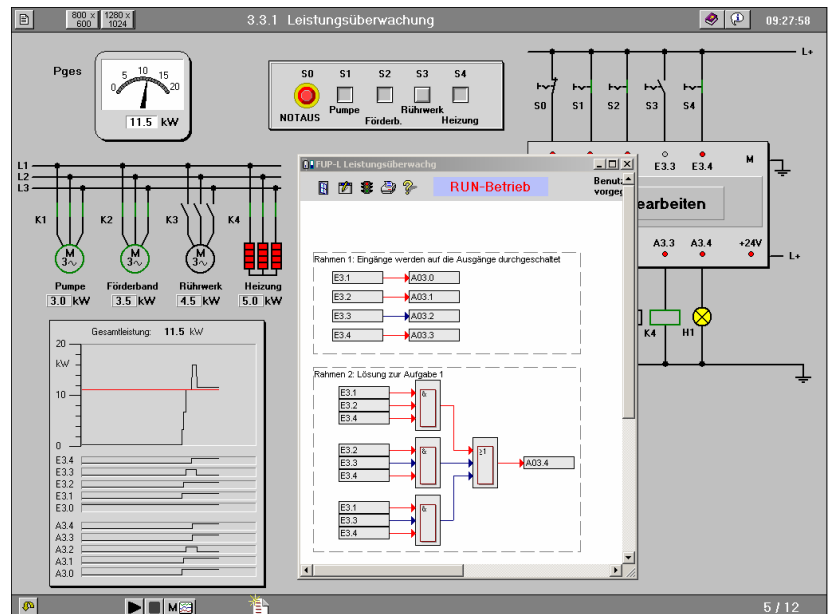 800 x 600 1280 x 1024 3.3.1 Leistungsüberwachung 09:27:58
Pges
0 5 10 15 20
11.5 kW
S0 S1 S2 S3 S4
NOTAUS Pumpe Förderb. Rührwerk Heizung
L+
S0 S1 S2 S3 S4
E3.3 E3.4 M
earbeiten
A3.3 A3.4 +24V
L+
K4 H1
L1
L2
L3
K1 K2 K3 K4
M 3~ M 3~ M 3~
Pumpe Förderband Rührwerk Heizung
3.0 kW 3.5 kW 4.5 kW 5.0 kW
Gesamtleistung: 11.5 kW
20
kW
10
0
E3.4
E3.3
E3.2
E3.1
E3.0
A3.4
A3.3
A3.2
A3.1
A3.0
FUP-L Leistungsüberwachg
RUN-Betrieb
Benut
vorgeg
Rahmen 1: Eingänge werden auf die Ausgänge durchgeschaltet
E3.1 A03.0
E3.2 A03.1
E3.3 A03.2
E3.4 A03.3
Rahmen 2: Lösung zur Aufgabe 1
E3.1 &
E3.2
E3.4
E3.2 & ≥1
E3.3 A03.4
E3.4
E3.1 &
E3.3
E3.4
M
5 / 12